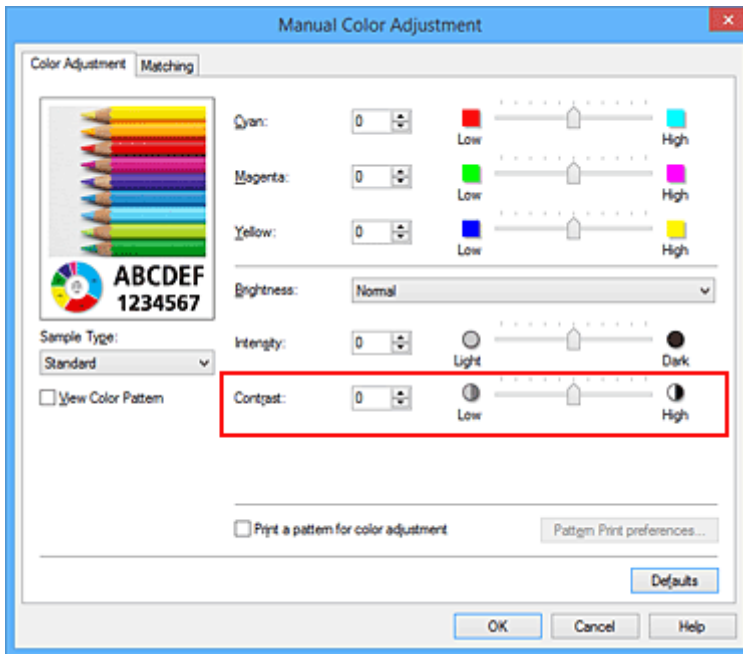 Manual Color Adjustment
Color Adjustment Matching
Cyan: 0 Low High
Magenta: 0 Low High
Yellow: 0 Low High
ABCDEF
1234567
Brightness: Normal
Sample Type:
Standard
Intensity: 0 Light Dark
View Color Pattern
Contrast: 0 Low High
Print a pattern for color adjustment Pattern Print preferences...
Defaults
OK Cancel Help